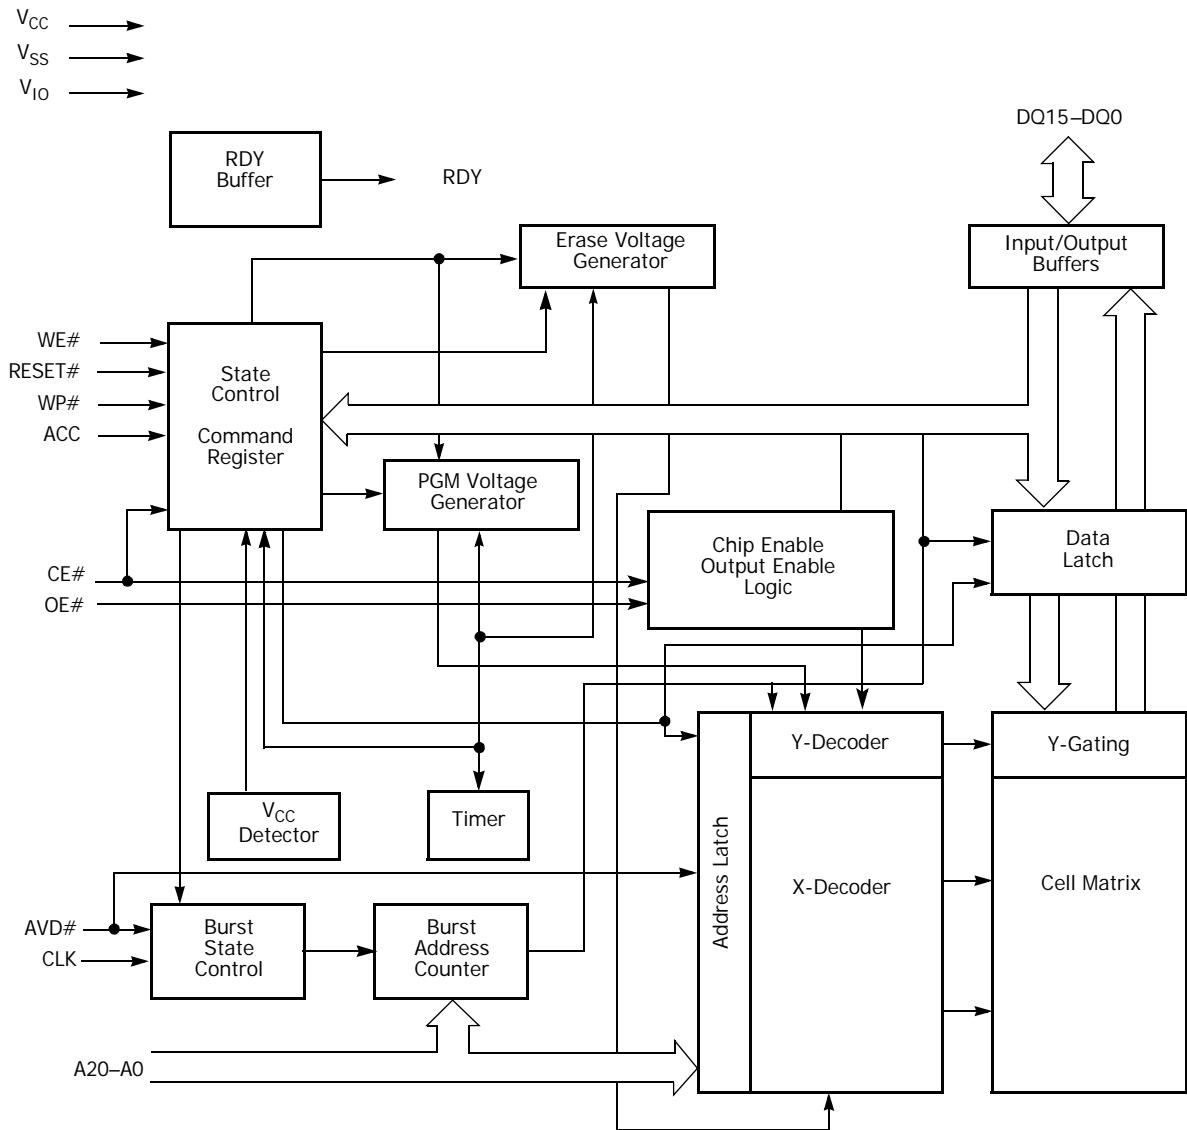 VCC
VSS
VIO
DQ15–DQ0
RDY
Buffer
RDY
Erase Voltage
Generator
Input/Output
Buffers
WE#
RESET#
WP#
ACC
State
Control
Command
Register
PGM Voltage
Generator
Chip Enable
Output Enable
Logic
Data
Latch
CE#
OE#
Y-Decoder
Y-Gating
VCC
Detector
Timer
Address Latch
X-Decoder
Cell Matrix
AVD#
CLK
Burst
State
Control
Burst
Address
Counter
A20–A0